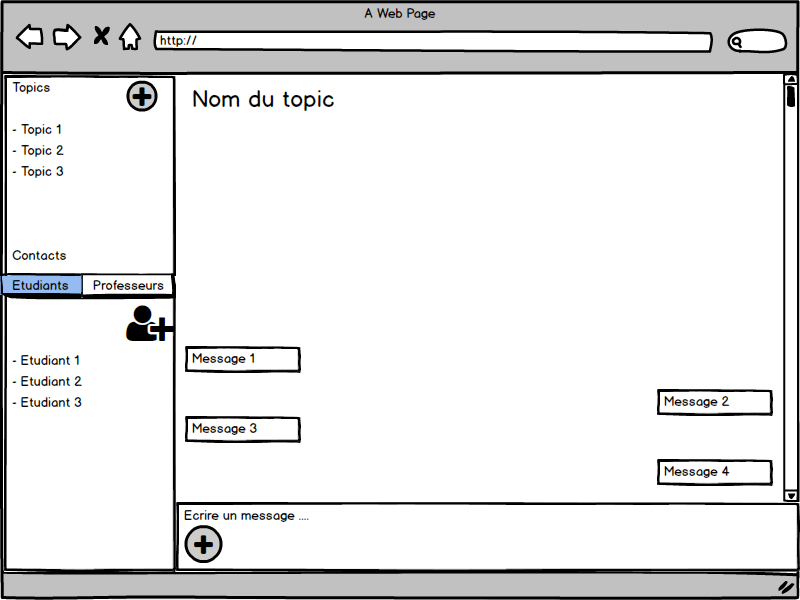 A Web Page
http://
Topics
- Topic 1
- Topic 2
- Topic 3
Contacts
Etudiants
Professeurs
- Etudiant 1
- Etudiant 2
- Etudiant 3
Nom du topic
Message 1
Message 2
Message 3
Message 4
Ecrire un message ....